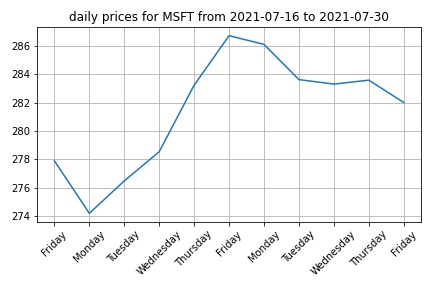 daily prices for MSFT from 2021-07-16 to 2021-07-30
286
284
282
280
278
276
274
Friday
Monday
Tuesday
Wednesday
Thursday
Friday
Monday
Tuesday
Wednesday
Thursday
Friday